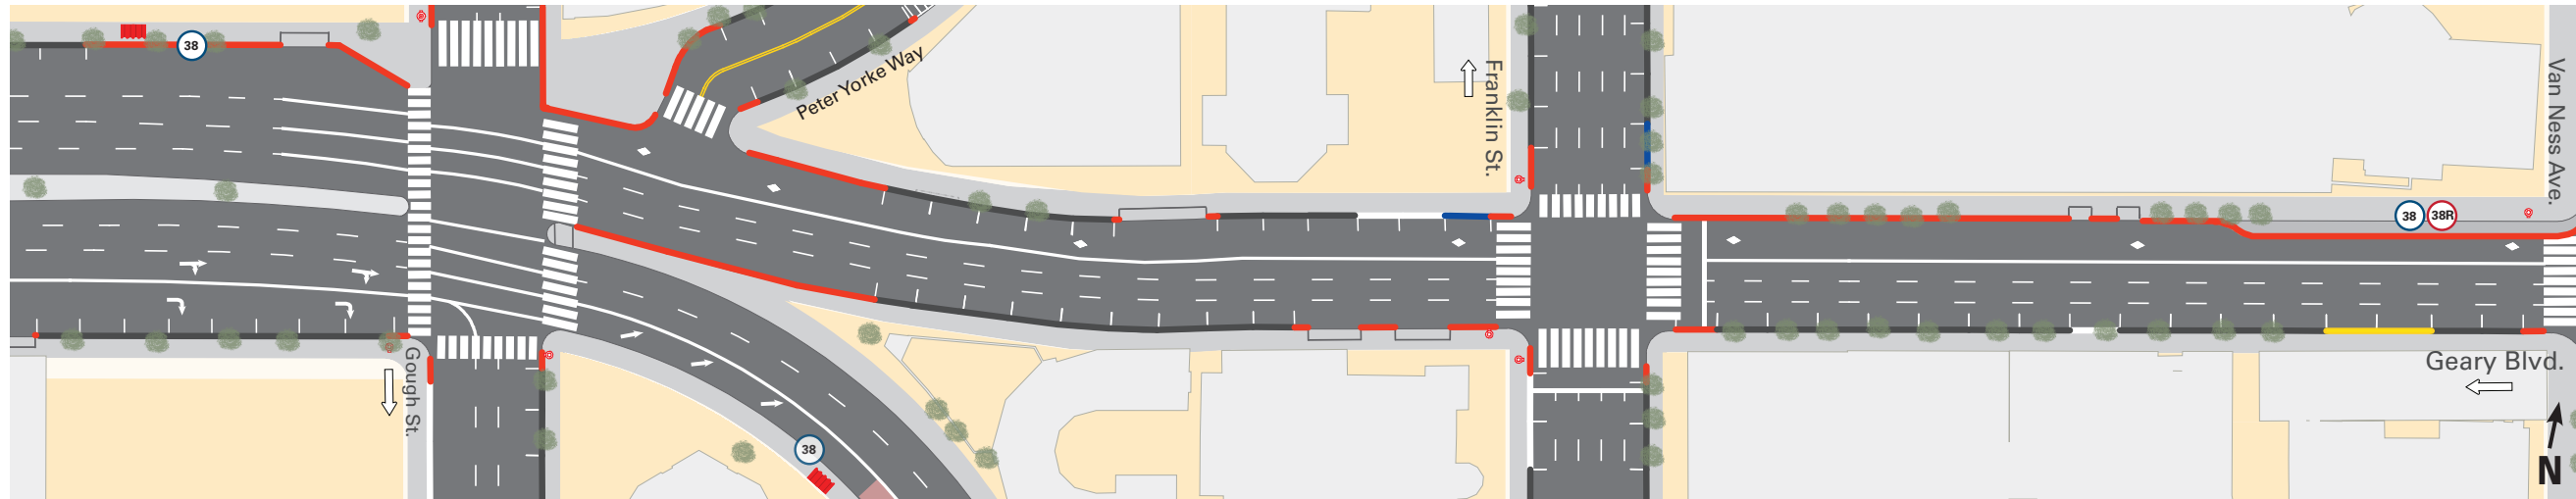 38
Peter Yorke Way
Franklin St.
Van Ness Ave.
38
38R
Gough St.
Geary Blvd.
38
N